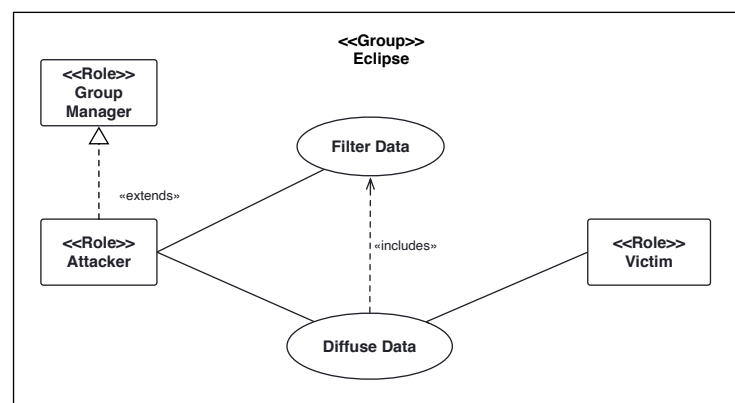 <<Group>>
Eclipse
<<Role>>
Group
Manager
Filter Data
«extends»
<<Role>>
Attacker
«includes»
<<Role>>
Victim
Diffuse Data